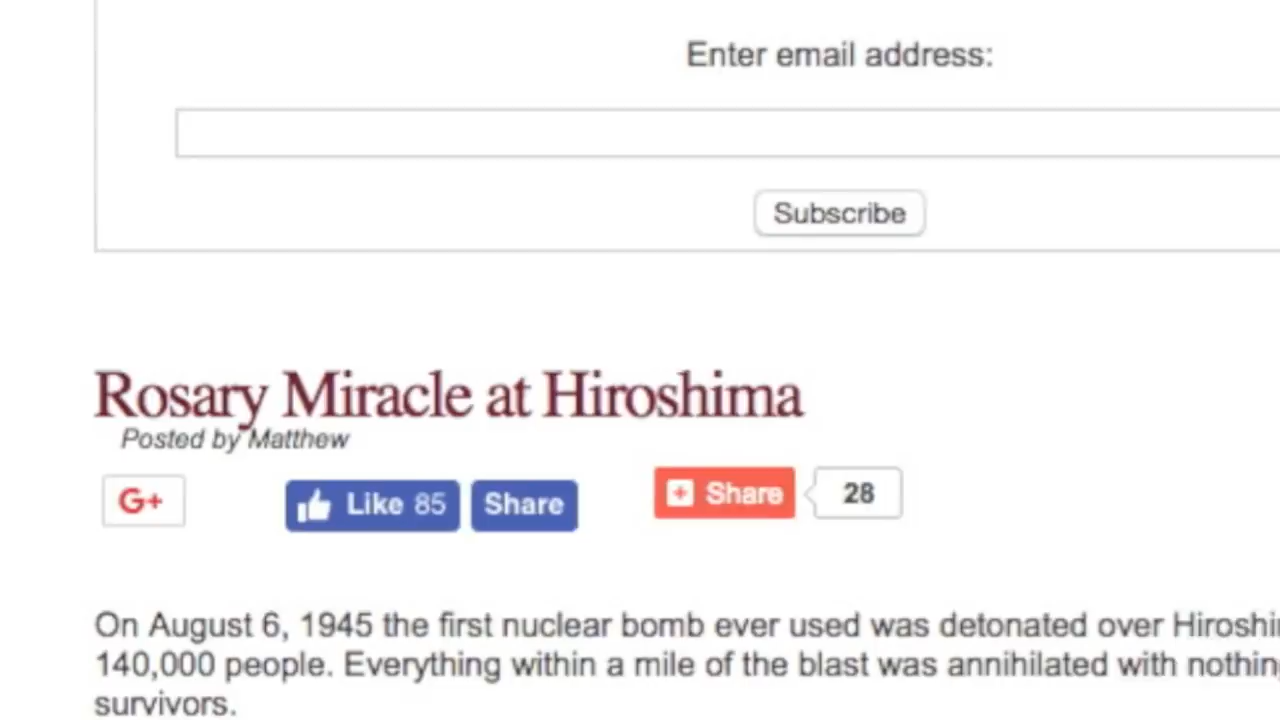 Enter email address:
Subscribe
Rosary Miracle at Hiroshima
Posted by Matthew
G+
Like 85
Share
Share
28
On August 6, 1945 the first nuclear bomb ever used was detonated over
140,000 people. Everything within a mile of the blast was annihilated with
survivors.